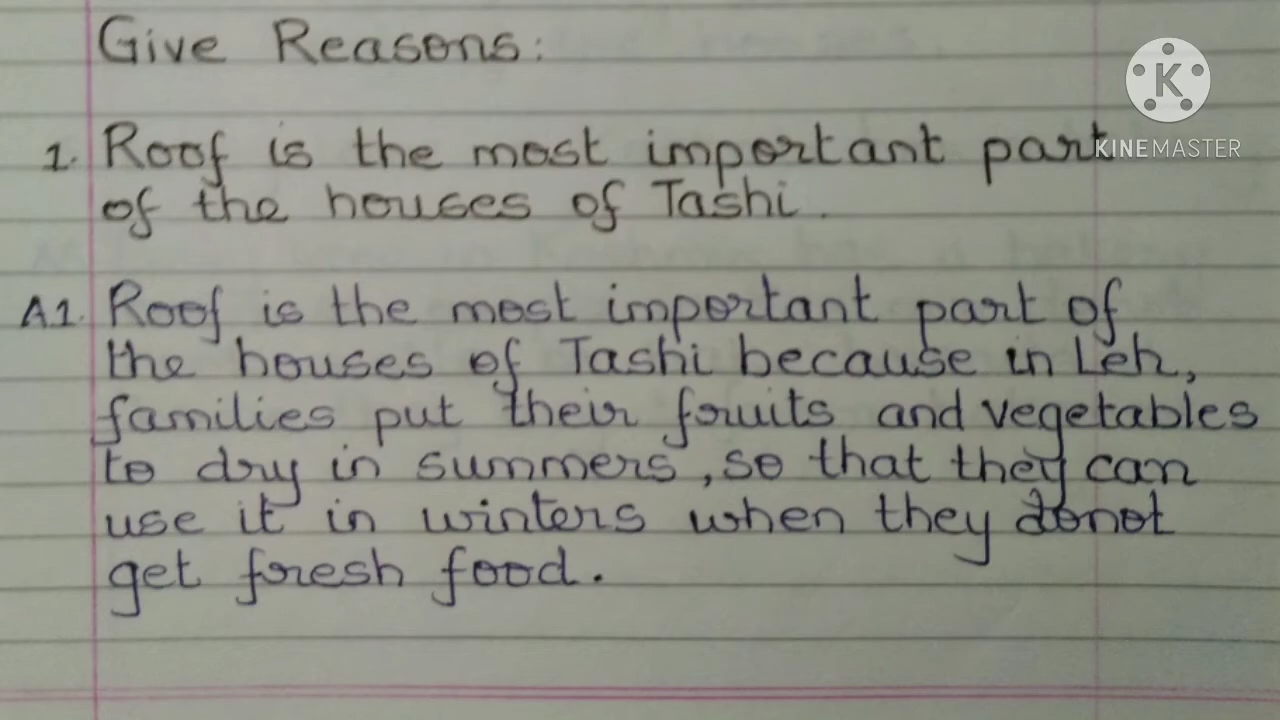 Give Reasons:
K
KINEMASTER
1. Roof is the most important part
of the houses of Tashi.
A1. Roof is the most important part of
the houses of Tashi because in Leh,
families put their fruits and vegetables
to dry in summers, so that they can
use it in winters when they donot
get fresh food.